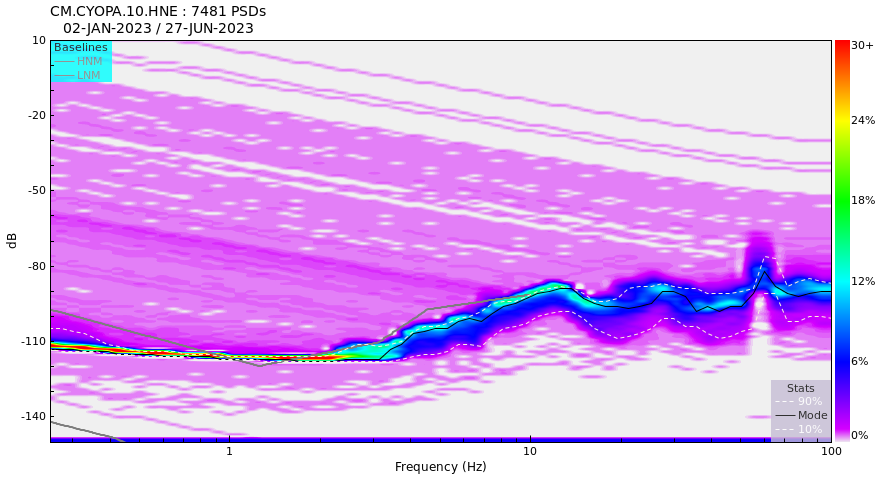 CM.CYOPA.10.HNE : 7481 PSDs
02-JAN-2023 / 27-JUN-2023
Baselines
HNM
LNM
10
-20
-50
-80
-110
-140
dB
1
10
100
Frequency (Hz)
Stats
90%
Mode
10%
30+
24%
18%
12%
6%
0%